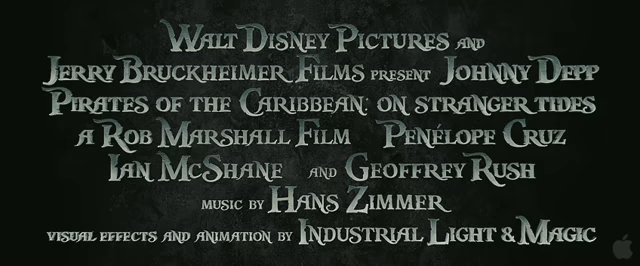 Walt Disney Pictures and
Jerry Bruckheimer Films present Johnny Depp
Pirates of the Caribbean: on stranger tides
a Rob Marshall Film Penélope Cruz
Ian McShane and Geoffrey Rush
music by Hans Zimmer
visual effects and animation by Industrial Light & Magic